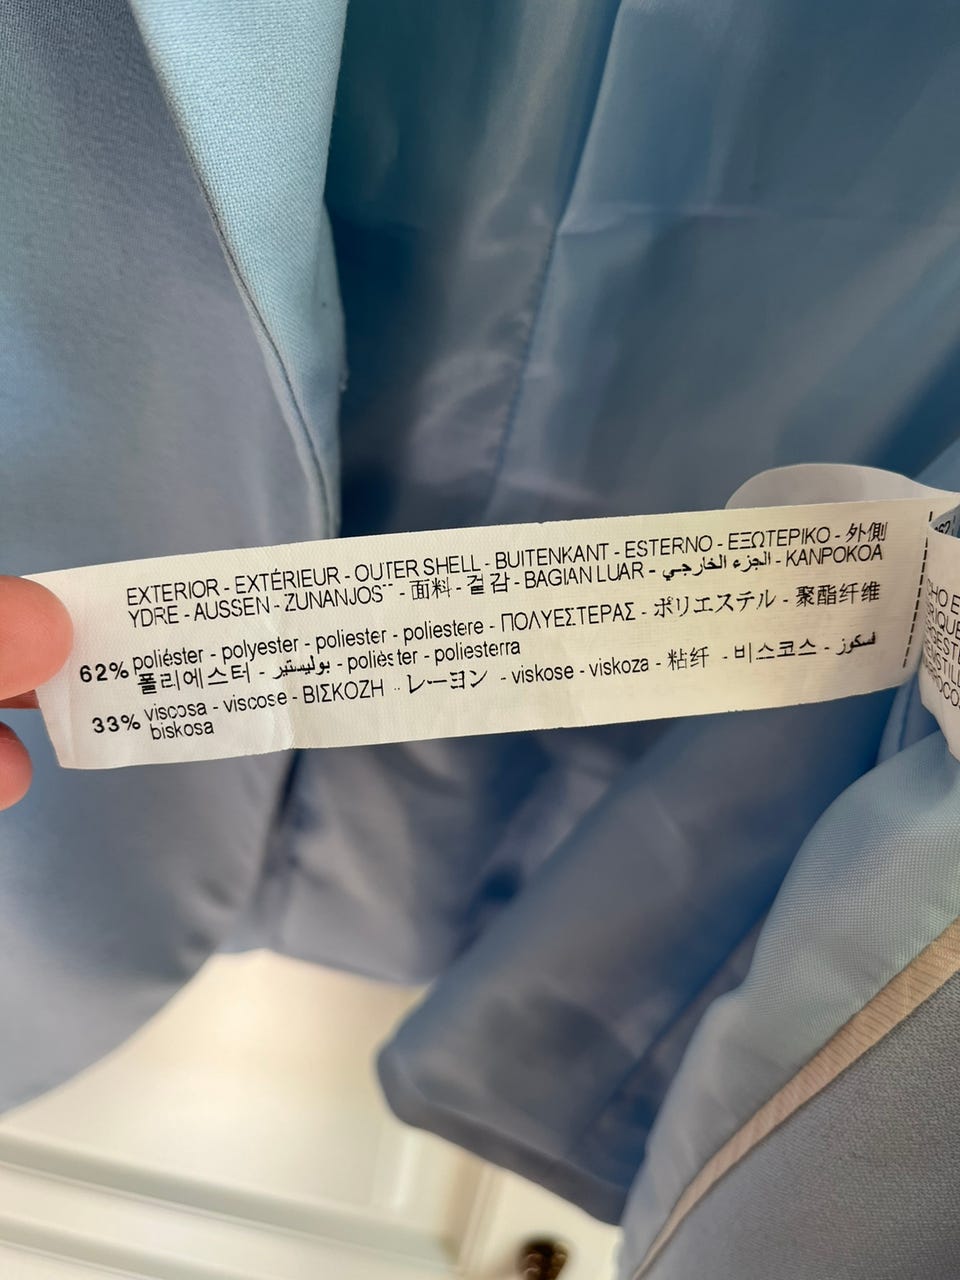 EXTERIOR - EXTÉRIEUR - OUTER SHELL - BUITENKANT - ESTERNO - ΕΞΩΤΕΡΙΚΟ - 外側
YDRE - AUSSEN - ZUNANJOST - 面料 - 겉감 - BAGIAN LUAR - الجزء الخارجي - KANPOKOA
62% poliéster - polyester - poliester - poliestere - ΠΟΛΥΕΣΤΕΡΑΣ - ポリエステル - 聚酯纤维
폴리에스터 - بوليستير - polièster - poliesterra
33% viscosa - viscose - ΒΙΣΚΟΖΗ - レーヨン - viskose - viskoza - 粘纤 - 비스코스 - فسكوز
biskosa